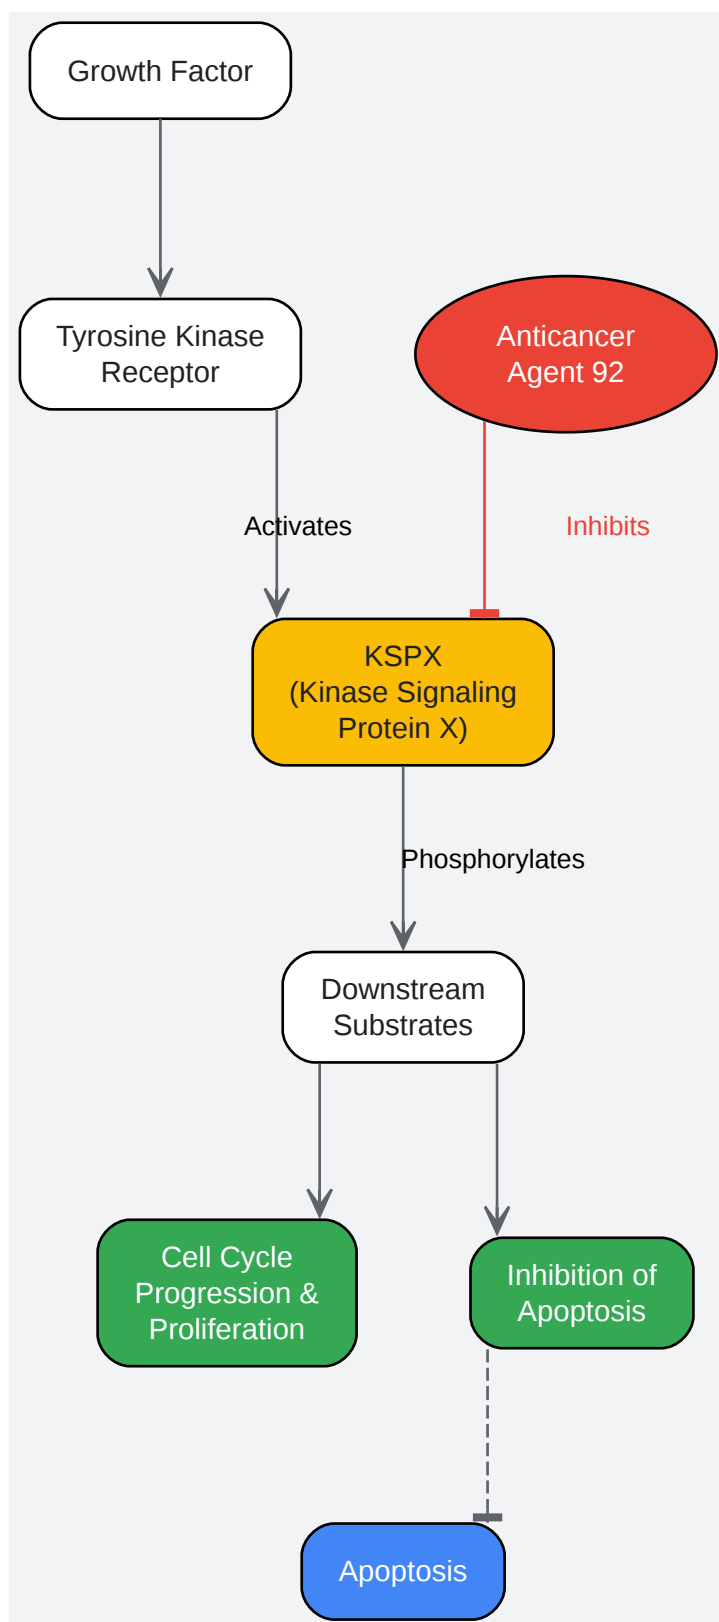 Growth Factor
Tyrosine Kinase
Receptor
Anticancer
Agent 92
Activates
Inhibits
KSPX
(Kinase Signaling
Protein X)
Phosphorylates
Downstream
Substrates
Cell Cycle
Progression &
Proliferation
Inhibition of
Apoptosis
Apoptosis